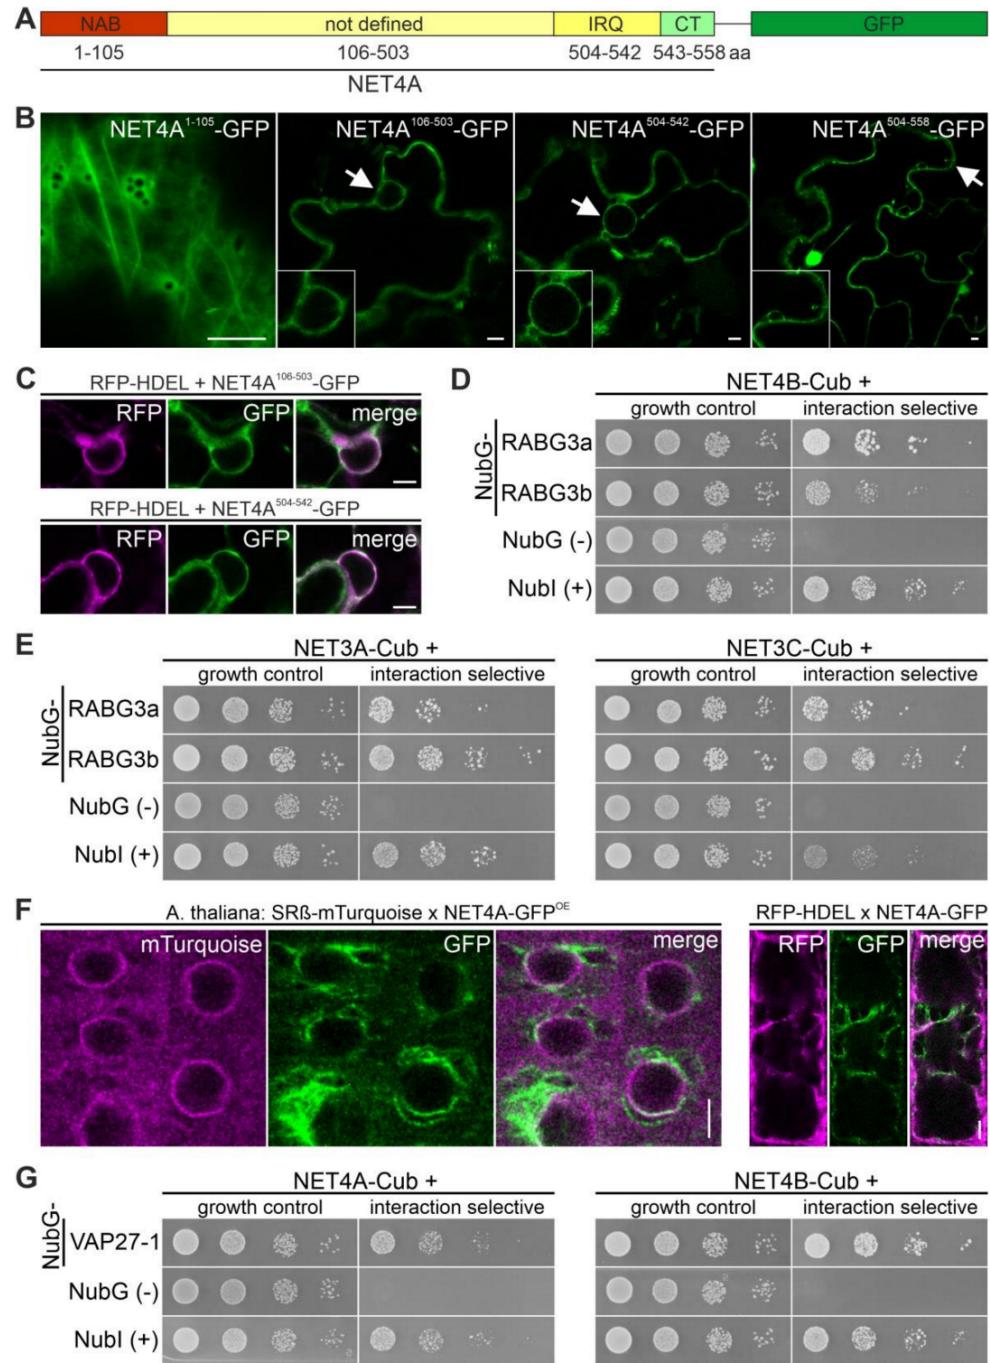 A
NAB not defined IRQ CT GFP
1-105 106-503 504-542 543-558 aa
NET4A
B
NET4A1-105-GFP NET4A106-503-GFP NET4A504-542-GFP NET4A504-558-GFP
C
RFP-HDEL + NET4A106-503-GFP
RFP GFP merge
RFP-HDEL + NET4A504-542-GFP
RFP GFP merge
D
NET4B-Cub +
growth control interaction selective
NubG-
RABG3a
RABG3b
NubG (-)
NubI (+)
E
NET3A-Cub + NET3C-Cub +
growth control interaction selective growth control interaction selective
NubG-
RABG3a
RABG3b
NubG (-)
NubI (+)
NubG-
RABG3a
RABG3b
NubG (-)
NubI (+)
F
A. thaliana: SRß-mTurquoise x NET4A-GFPOE RFP-HDEL x NET4A-GFP
mTurquoise GFP merge RFP GFP merge
G
NET4A-Cub + NET4B-Cub +
growth control interaction selective growth control interaction selective
NubG-
VAP27-1
NubG (-)
NubI (+)